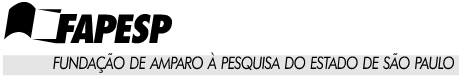 FAPESP
FUNDAÇÃO DE AMPARO À PESQUISA DO ESTADO DE SÃO PAULO